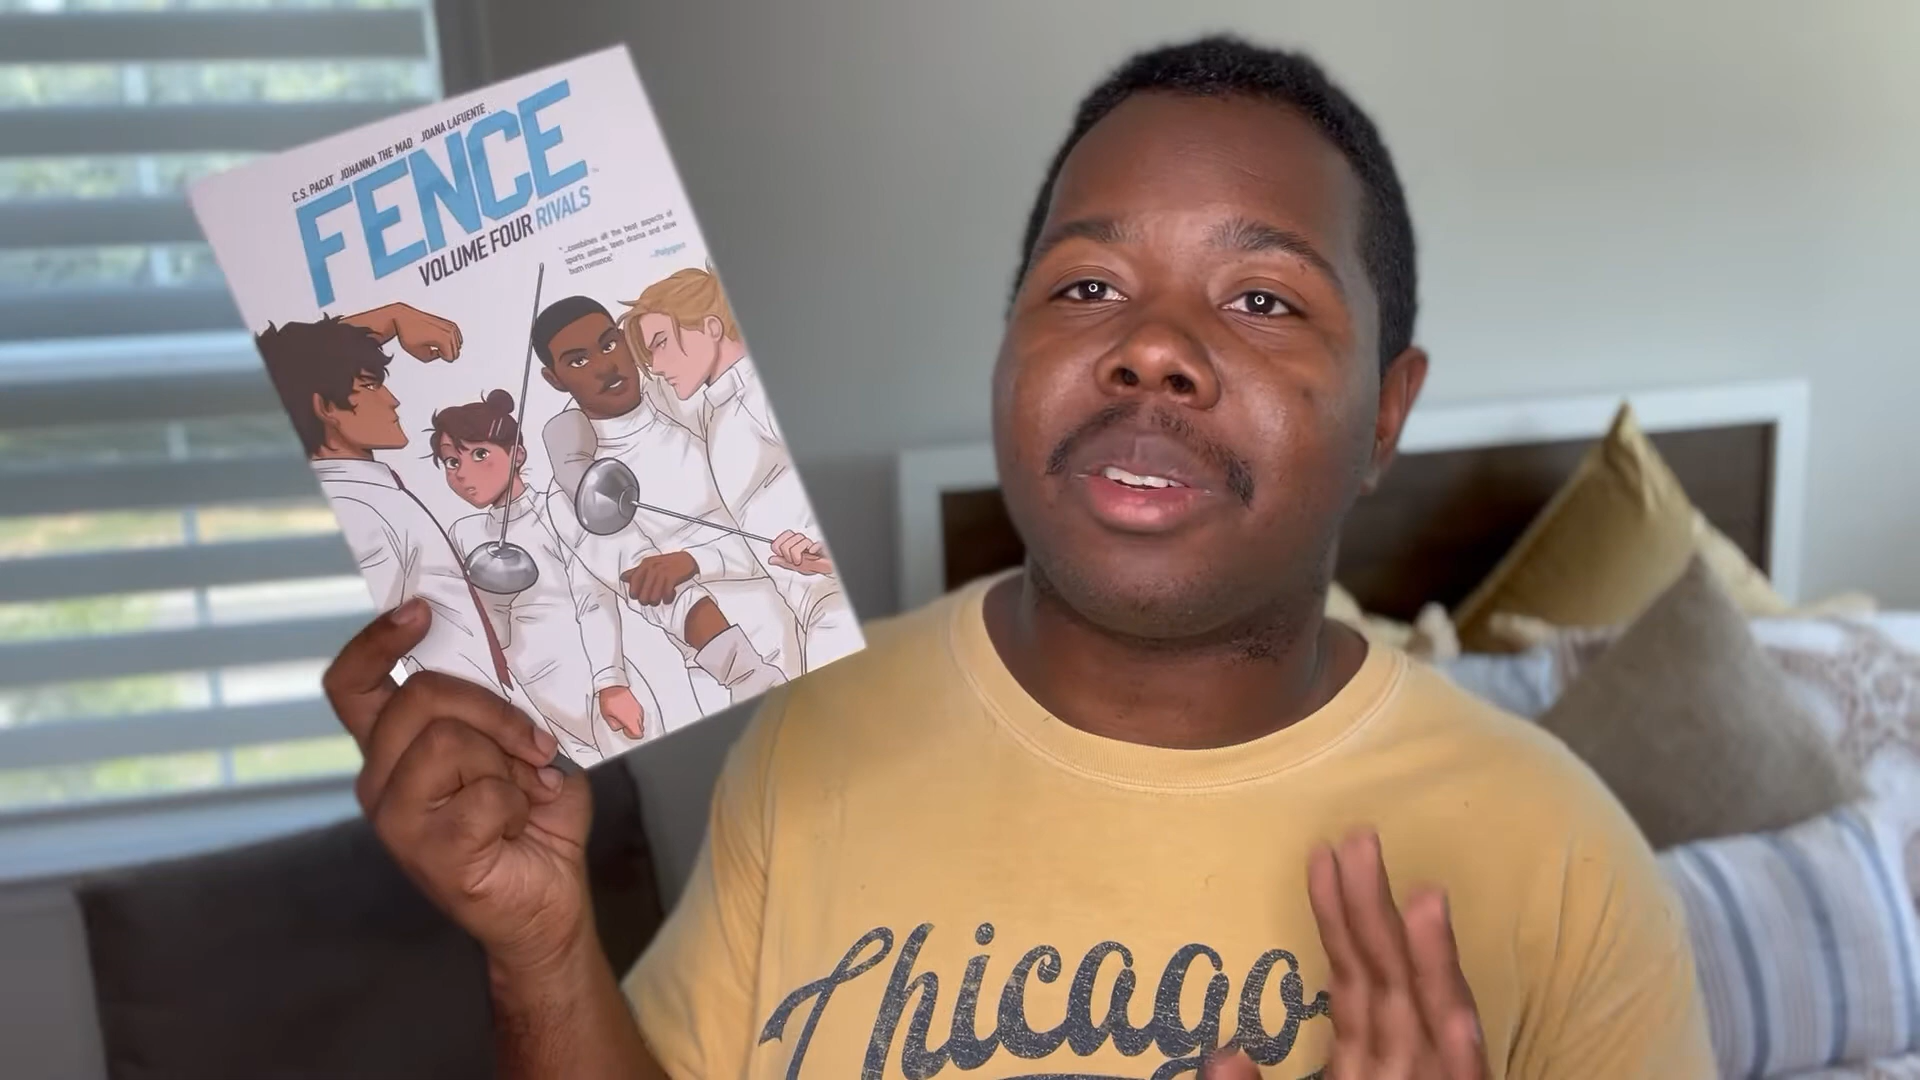 C.S. PACAT JOHANNA THE MAD JOANA LAFUENTE
FENCE™
VOLUME FOUR RIVALS
"...combines all the best aspects of
sports anime, teen drama and slow
burn romance."
—Polygon
Chicago